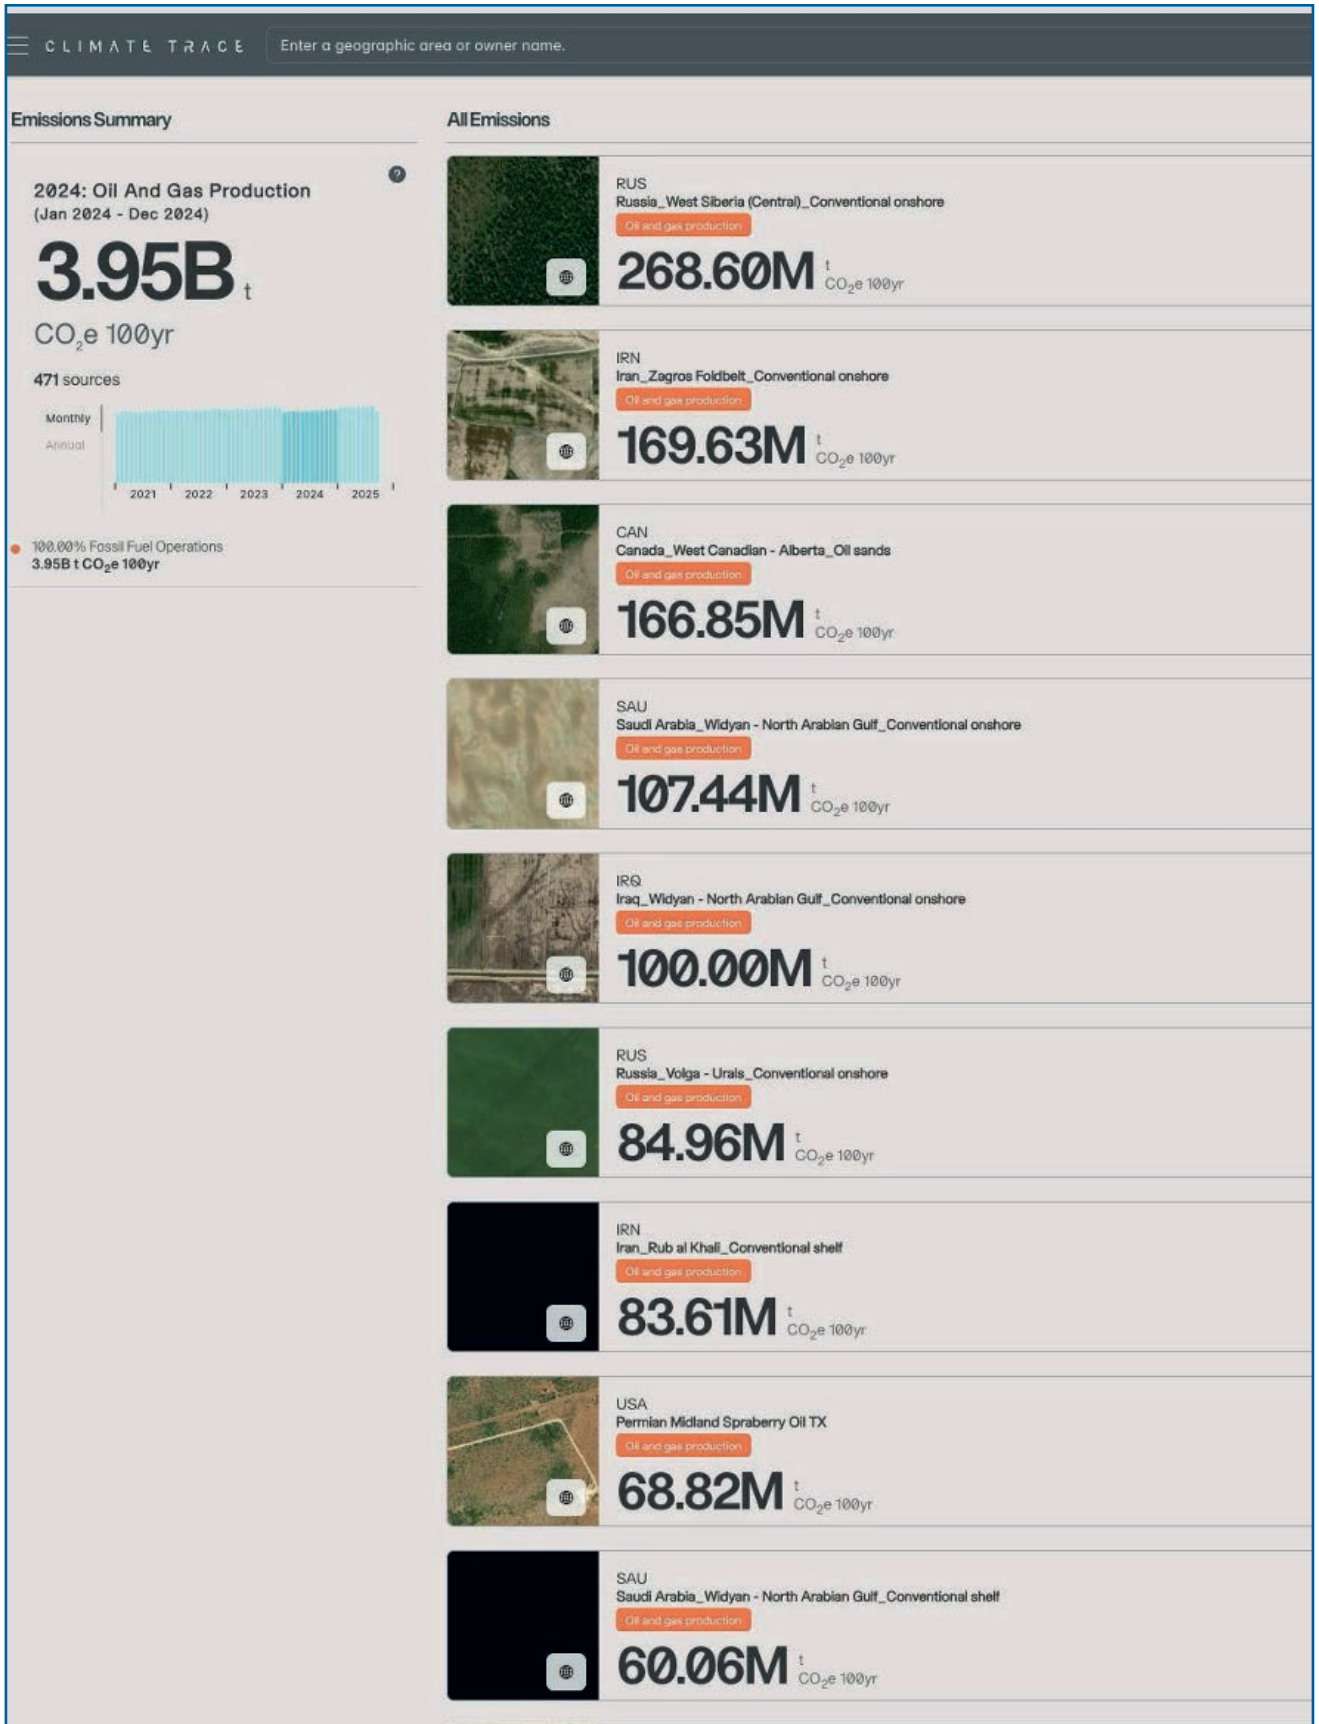 CLIMATE TRACE
Enter a geographic area or owner name.
Emissions Summary
?
2024: Oil And Gas Production
(Jan 2024 - Dec 2024)
3.95B t
CO₂e 100yr
471 sources
Monthly
Annual
2021 2022 2023 2024 2025
100.00% Fossil Fuel Operations
3.95B t CO₂e 100yr
All Emissions
RUS
Russia_West Siberia (Central)_Conventional onshore
Oil and gas production
268.60M t
CO₂e 100yr
IRN
Iran_Zagros Foldbelt_Conventional onshore
Oil and gas production
169.63M t
CO₂e 100yr
CAN
Canada_West Canadian - Alberta_Oil sands
Oil and gas production
166.85M t
CO₂e 100yr
SAU
Saudi Arabia_Widyan - North Arabian Gulf_Conventional onshore
Oil and gas production
107.44M t
CO₂e 100yr
IRQ
Iraq_Widyan - North Arabian Gulf_Conventional onshore
Oil and gas production
100.00M t
CO₂e 100yr
RUS
Russia_Volga - Urals_Conventional onshore
Oil and gas production
84.96M t
CO₂e 100yr
IRN
Iran_Rub al Khali_Conventional shelf
Oil and gas production
83.61M t
CO₂e 100yr
USA
Permian Midland Spraberry Oil TX
Oil and gas production
68.82M t
CO₂e 100yr
SAU
Saudi Arabia_Widyan - North Arabian Gulf_Conventional shelf
Oil and gas production
60.06M t
CO₂e 100yr